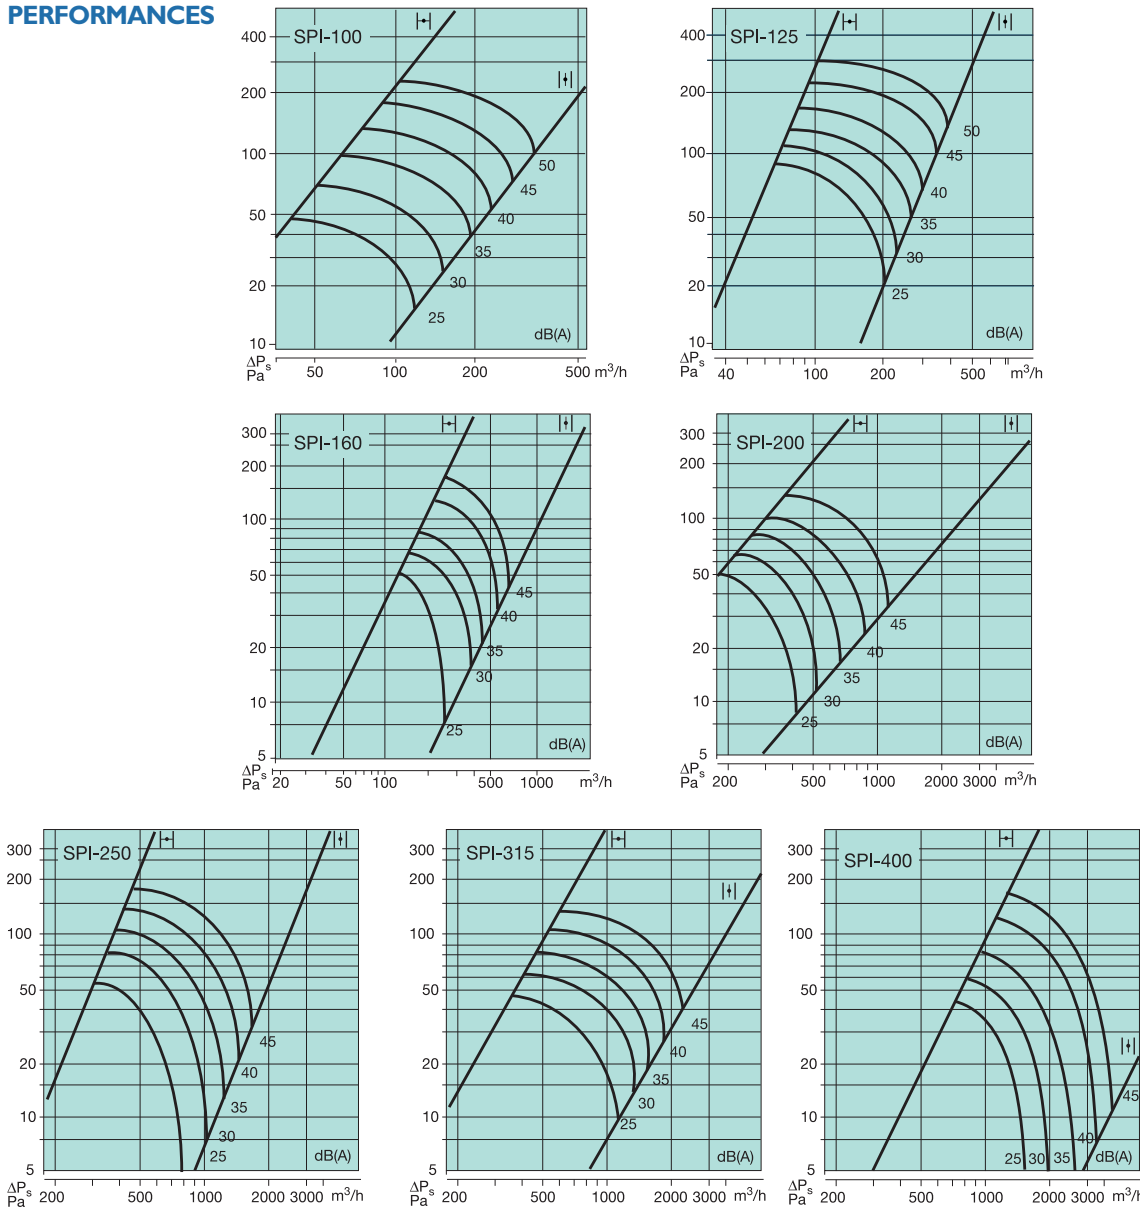 PERFORMANCES
SPI-100
400
200
100
50
20
10
50
45
40
35
30
25
dB(A)
ΔPs
Pa
50 100 200 500 m³/h
SPI-125
400
200
100
50
20
10
50
45
40
35
30
25
dB(A)
ΔPs
Pa
40 100 200 500 m³/h
SPI-160
300
200
100
50
20
10
5
45
40
35
30
25
dB(A)
ΔPs
Pa
20 50 100 500 1000 m³/h
SPI-200
300
200
100
50
20
10
5
45
40
35
30
25
dB(A)
ΔPs
Pa
200 500 1000 2000 3000 m³/h
SPI-250
300
200
100
50
20
10
5
45
40
35
30
25
dB(A)
ΔPs
Pa
200 500 1000 2000 3000 m³/h
SPI-315
300
200
100
50
20
10
5
45
40
35
30
25
dB(A)
ΔPs
Pa
200 500 1000 2000 3000 m³/h
SPI-400
300
200
100
50
20
10
5
45
40
25 30 35 dB(A)
ΔPs
Pa
200 500 1000 2000 3000 m³/h